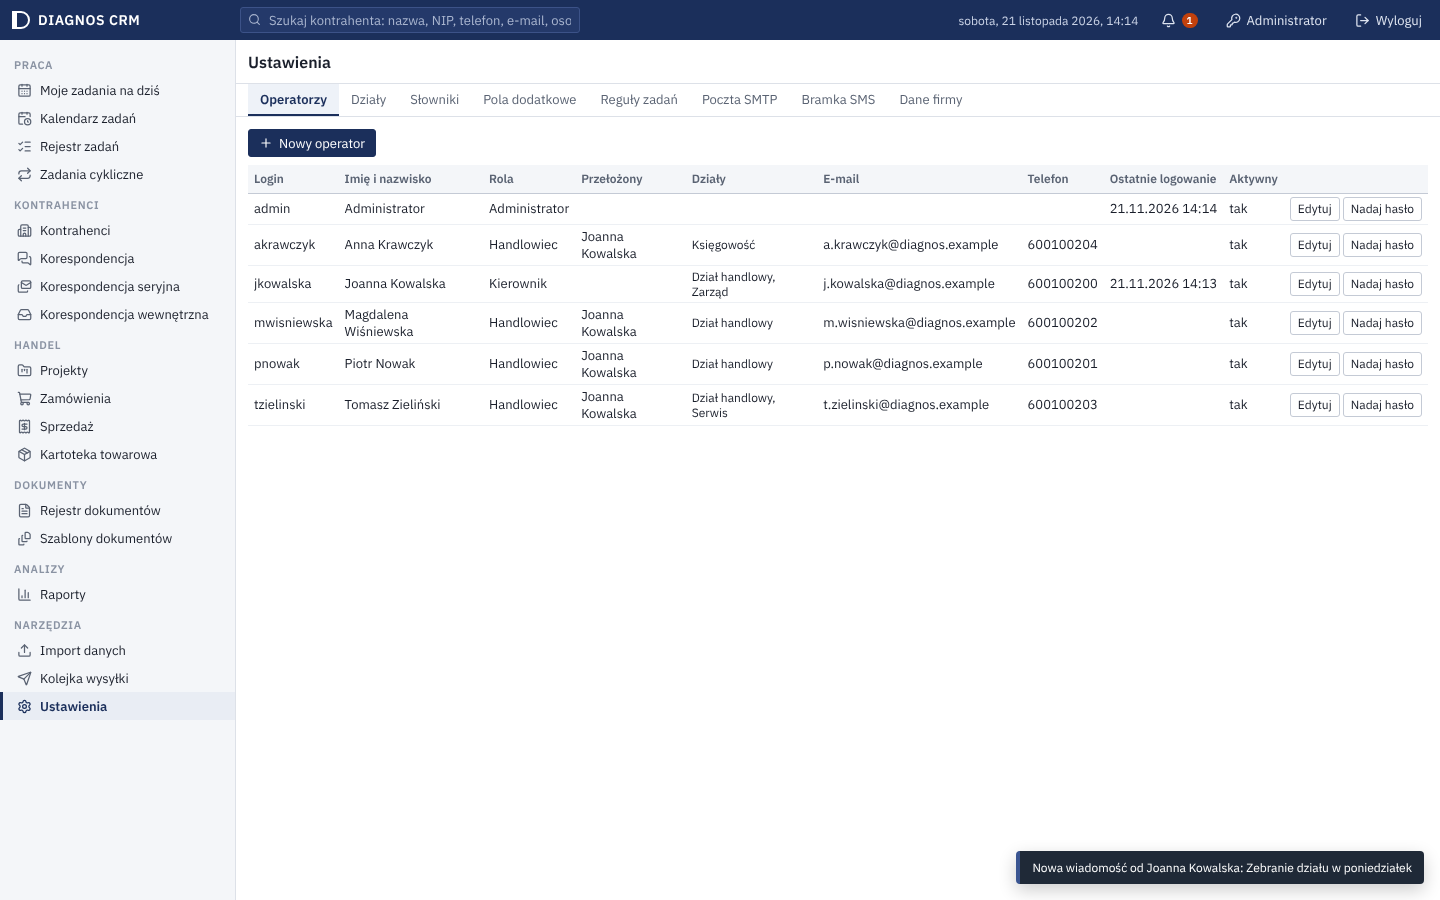 DIAGNOS CRM
Szukaj kontrahenta: nazwa, NIP, telefon, e-mail, oso
sobota, 21 listopada 2026, 14:14
1
Administrator
Wyloguj
PRACA
Moje zadania na dziś
Kalendarz zadań
Rejestr zadań
Zadania cykliczne
KONTRAHENCI
Kontrahenci
Korespondencja
Korespondencja seryjna
Korespondencja wewnętrzna
HANDEL
Projekty
Zamówienia
Sprzedaż
Kartoteka towarowa
DOKUMENTY
Rejestr dokumentów
Szablony dokumentów
ANALIZY
Raporty
NARZĘDZIA
Import danych
Kolejka wysyłki
Ustawienia
Ustawienia
Operatorzy Działy Słowniki Pola dodatkowe Reguły zadań Poczta SMTP Bramka SMS Dane firmy
Nowy operator
Login Imię i nazwisko Rola Przełożony Działy E-mail Telefon Ostatnie logowanie Aktywny
admin Administrator Administrator 21.11.2026 14:14 tak Edytuj Nadaj hasło
akrawczyk Anna Krawczyk Handlowiec Joanna Kowalska Księgowość a.krawczyk@diagnos.example 600100204 tak Edytuj Nadaj hasło
jkowalska Joanna Kowalska Kierownik Dział handlowy, Zarząd j.kowalska@diagnos.example 600100200 21.11.2026 14:13 tak Edytuj Nadaj hasło
mwisniewska Magdalena Wiśniewska Handlowiec Joanna Kowalska Dział handlowy m.wisniewska@diagnos.example 600100202 tak Edytuj Nadaj hasło
pnowak Piotr Nowak Handlowiec Joanna Kowalska Dział handlowy p.nowak@diagnos.example 600100201 tak Edytuj Nadaj hasło
tzielinski Tomasz Zieliński Handlowiec Joanna Kowalska Dział handlowy, Serwis t.zielinski@diagnos.example 600100203 tak Edytuj Nadaj hasło
Nowa wiadomość od Joanna Kowalska: Zebranie działu w poniedziałek